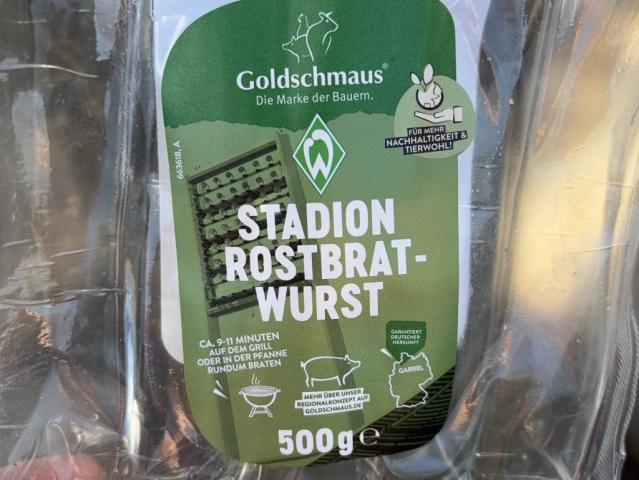 Goldschmaus®
Die Marke der Bauern.
FÜR MEHR
NACHHALTIGKEIT &
TIERWOHL!
663618.A
W
STADION
ROSTBRAT-
WURST
CA. 9-11 MINUTEN
AUF DEM GRILL
ODER IN DER PFANNE
RUNDUM BRATEN
MEHR ÜBER UNSER
REGIONALKONZEPT AUF
GOLDSCHMAUS.DE
GARANTIERT
DEUTSCHER
HERKUNFT
GARREL
500g ℮